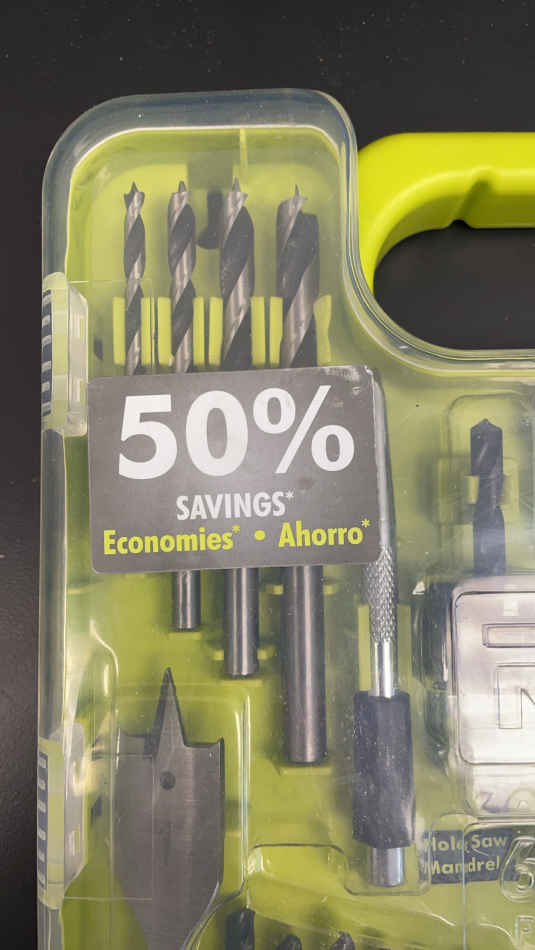 50%
SAVINGS*
Economies* • Ahorro*
Hole Saw
Mandrel